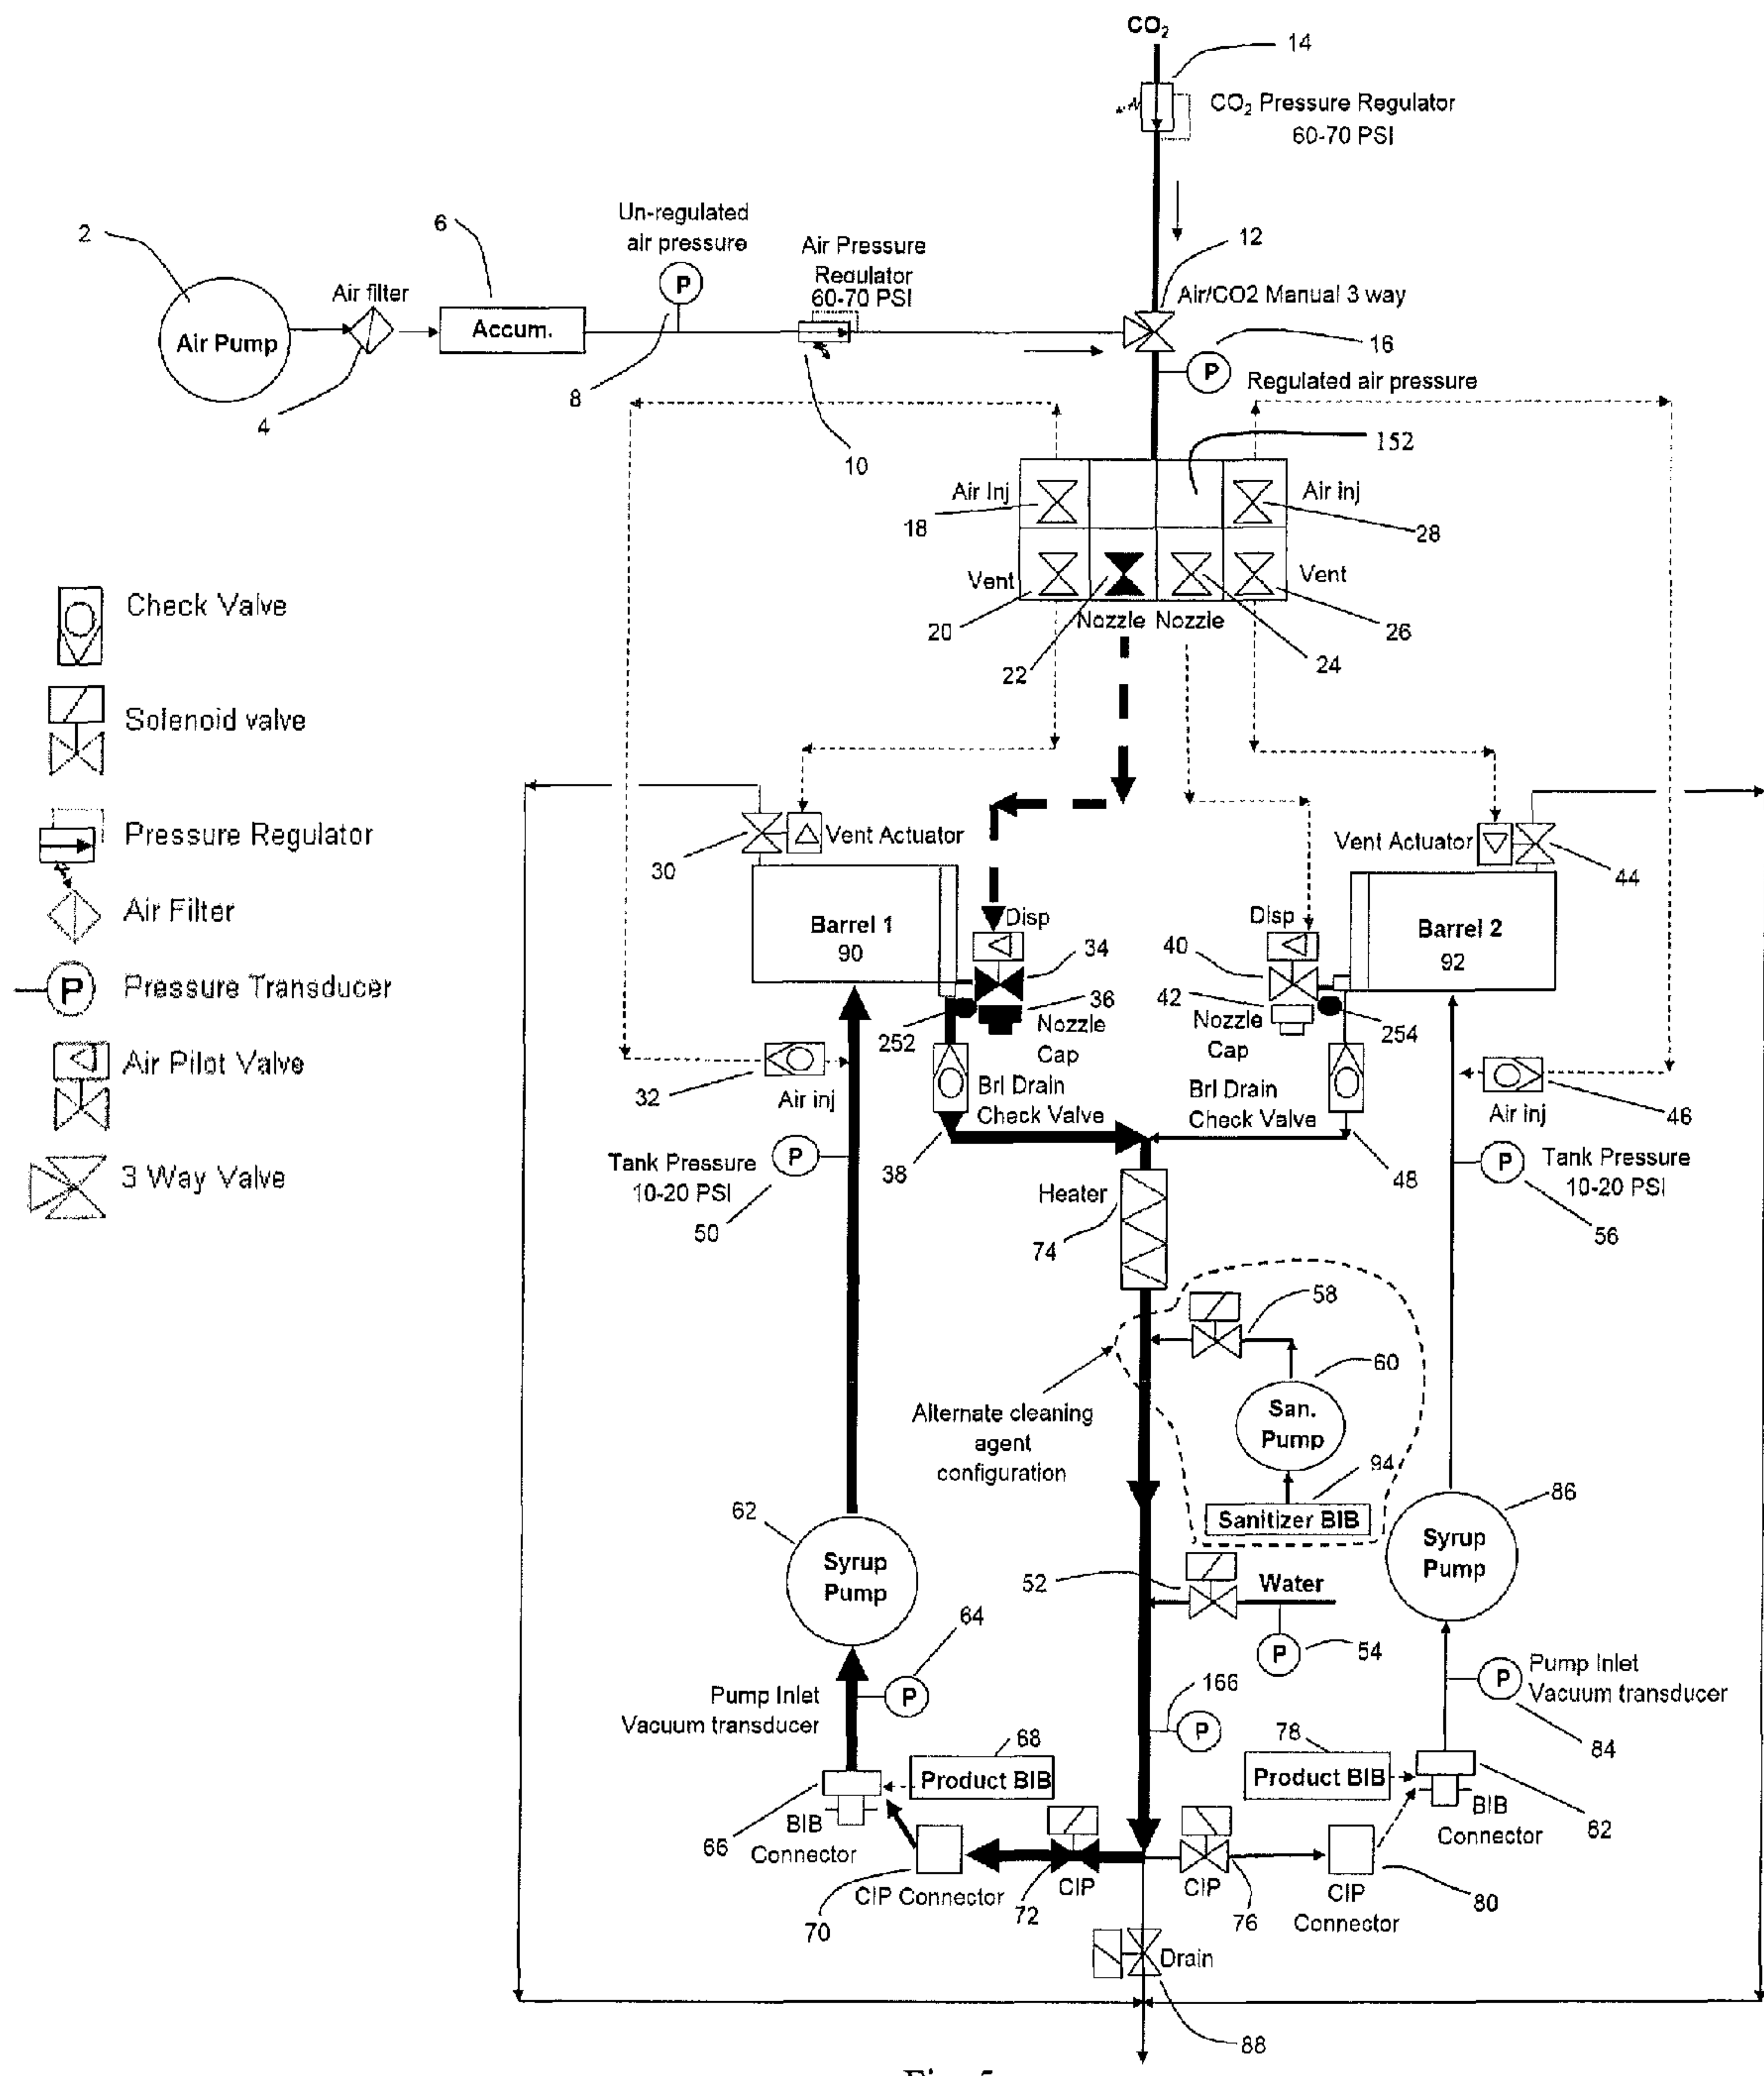 CO₂
14
CO₂ Pressure Regulator
60-70 PSI
2
6
Un-regulated
air pressure
Air Pressure
Regulator
60-70 PSI
12
Air filter
Air/CO2 Manual 3 way
P
Accum.
Air Pump
16
P
Regulated air pressure
8
4
10
152
Air Inj
Air inj
18
28
Vent
Vent
20
Nozzle Nozzle
26
22
24
Check Valve
Solenoid valve
Pressure Regulator
Air Filter
P
Pressure Transducer
Air Pilot Valve
3 Way Valve
Vent Actuator
Vent Actuator
30
44
Disp
Disp
Barrel 1
90
Barrel 2
92
34
40
36
42
252
Nozzle
Cap
Nozzle
Cap
254
32
Air inj
Brl Drain
Check Valve
Brl Drain
Check Valve
Air inj
46
Tank Pressure
10-20 PSI
P
50
38
48
P
Tank Pressure
10-20 PSI
56
Heater
74
58
60
Alternate cleaning
agent
configuration
San.
Pump
94
Sanitizer BIB
62
86
Syrup
Pump
Syrup
Pump
52
Water
64
54
P
166
Pump Inlet
Vacuum transducer
P
P
Pump Inlet
Vacuum transducer
P
68
78
84
Product BIB
Product BIB
66
BIB
Connector
BIB
Connector
82
CIP Connector
CIP
CIP
CIP
Connector
70
72
76
80
Drain
88